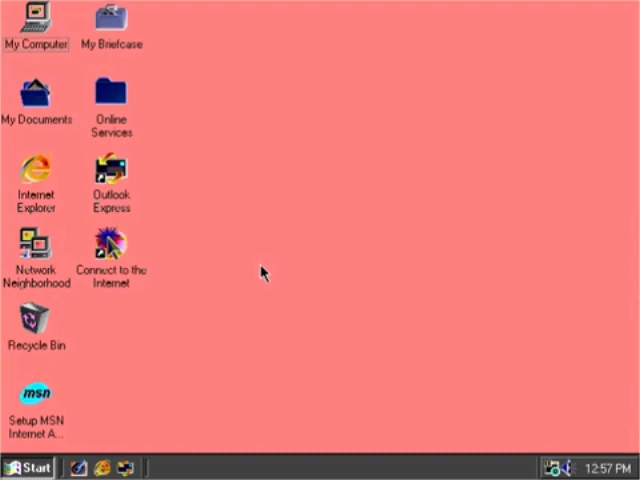 My Computer
My Briefcase
My Documents
Online
Services
Internet
Explorer
Outlook
Express
Network
Neighborhood
Connect to the
Internet
Recycle Bin
msn
Setup MSN
Internet A...
Start
12:57 PM